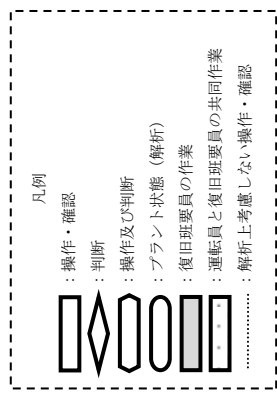 凡例
：操作・確認
：判断
：操作及び判断
：プラント状態（解析）
：復旧班要員の作業
：運転員と復旧班要員の共同作業
：解析上考慮しない操作・確認